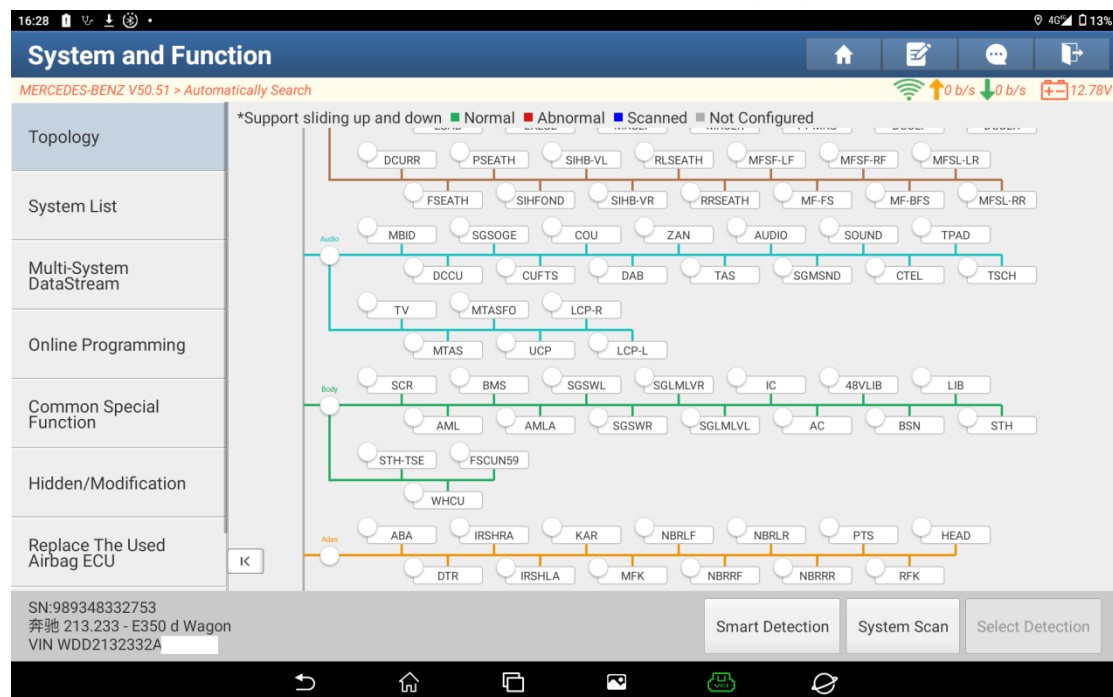 16:28
4G 13%
System and Function
MERCEDES-BENZ V50.51 > Automatically Search
0 b/s 0 b/s 12.78V
Topology
System List
Multi-System
DataStream
Online Programming
Common Special
Function
Hidden/Modification
Replace The Used
Airbag ECU
*Support sliding up and down Normal Abnormal Scanned Not Configured
DCURR PSEATH SIHB-VL RLSEATH MFSF-LF MFSF-RF MFSL-LR
FSEATH SIHFOND SIHB-VR RRSEATH MF-FS MF-BFS MFSL-RR
Audio
MBID SGSOGE COU ZAN AUDIO SOUND TPAD
DCCU CUFTS DAB TAS SGMSND CTEL TSCH
TV MTASFO LCP-R
MTAS UCP LCP-L
Body
SCR BMS SGSWL SGLMLVR IC 48VLIB LIB
AML AMLA SGSWR SGLMLVL AC BSN STH
STH-TSE FSCUN59
WHCU
Adas
ABA IRSHRA KAR NBRLF NBRLR PTS HEAD
DTR IRSHLA MFK NBRRF NBRRR RFK
SN:989348332753
奔驰 213.233 - E350 d Wagon
VIN WDD2132332A
Smart Detection
System Scan
Select Detection
VCI